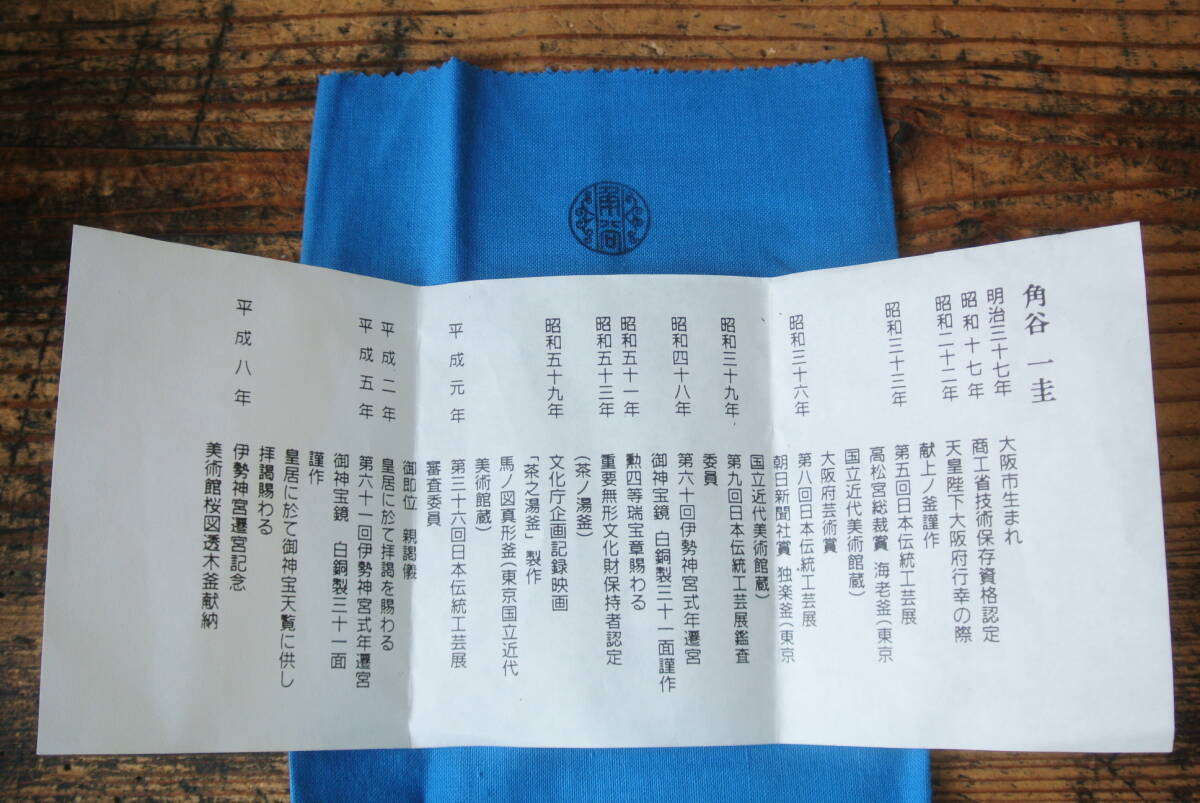 角谷
角谷 一圭
明治三十七年 大阪市生まれ
昭和十七年 商工省技術保存資格認定
昭和二十二年 天皇陛下大阪府行幸の際
献上ノ釜謹作
昭和三十三年 第五回日本伝統工芸展
高松宮総裁賞 海老釜(東京
国立近代美術館蔵)
大阪府芸術賞
昭和三十六年 第八回日本伝統工芸展
朝日新聞社賞 独楽釜(東京
国立近代美術館蔵)
昭和三十九年 第九回日本伝統工芸展鑑査
委員
昭和四十八年 第六十回伊勢神宮式年遷宮
御神宝鏡 白銅製三十一面謹作
昭和五十一年 勲四等瑞宝章賜わる
昭和五十三年 重要無形文化財保持者認定
(茶ノ湯釜)
昭和五十九年 文化庁企画記録映画
「茶之湯釜」製作
馬ノ図真形釜(東京国立近代
美術館蔵)
平成元年 第三十六回日本伝統工芸展
審査委員
御即位 親謁儀
平成二年 皇居に於て拝謁を賜わる
平成五年 第六十一回伊勢神宮式年遷宮
御神宝鏡 白銅製三十一面
謹作
皇居に於て御神宝天覧に供し
拝謁賜わる
平成八年 伊勢神宮遷宮記念
美術館桜図透木釜献納